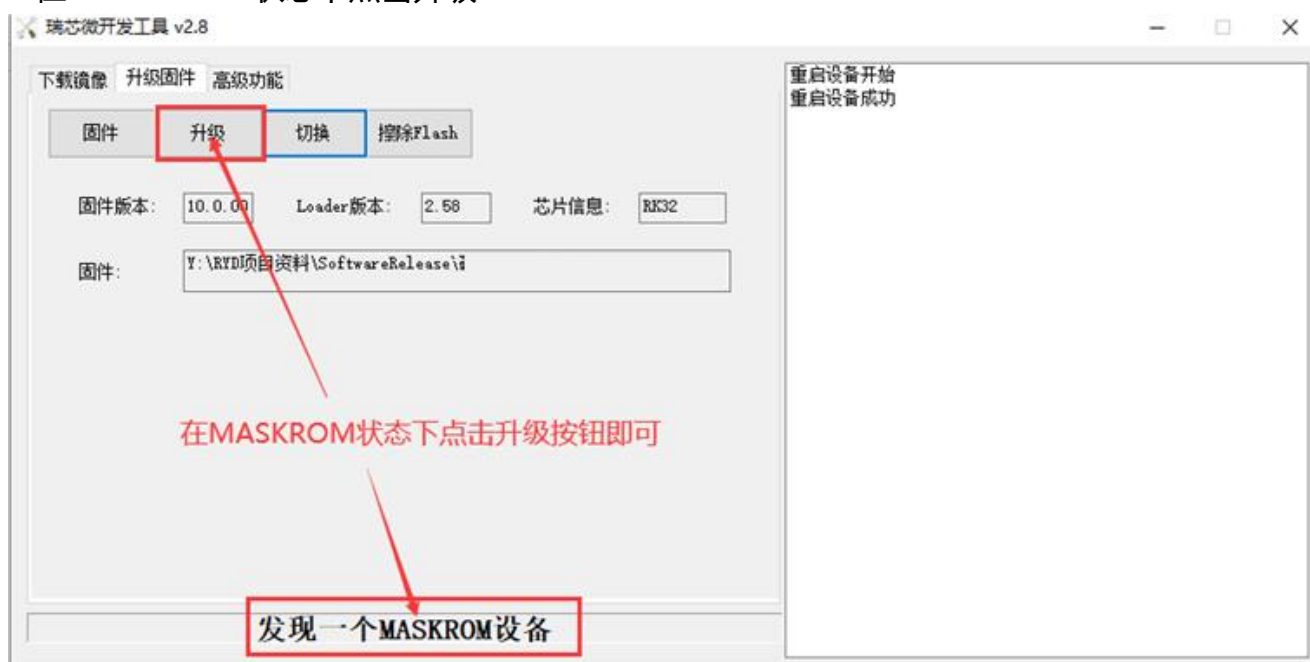 瑞芯微开发工具 v2.8
下载镜像 升级固件 高级功能
固件 升级 切换 擦除Flash
固件版本: 10.0.00 Loader版本: 2.58 芯片信息: RK32
固件: Y:\RYD项目资料\SoftwareRelease\
在MASKROM状态下点击升级按钮即可
发现一个MASKROM设备
重启设备开始
重启设备成功